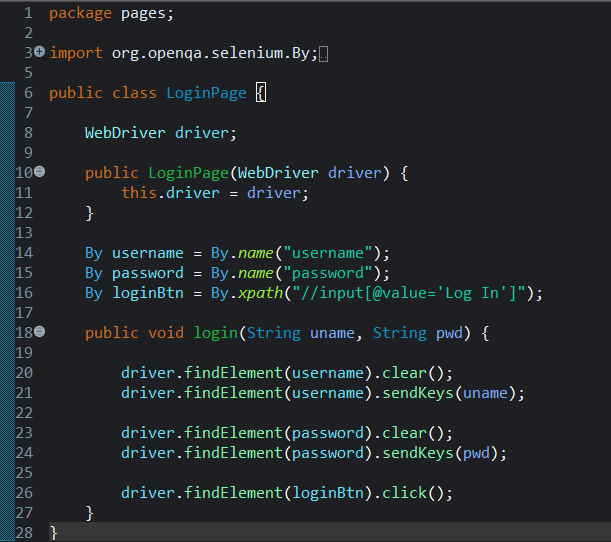 1 package pages;
2
3 import org.openqa.selenium.By;
5
6 public class LoginPage {
7
8     WebDriver driver;
9
10     public LoginPage(WebDriver driver) {
11         this.driver = driver;
12     }
13
14     By username = By.name("username");
15     By password = By.name("password");
16     By loginBtn = By.xpath("//input[@value='Log In']");
17
18     public void login(String uname, String pwd) {
19
20         driver.findElement(username).clear();
21         driver.findElement(username).sendKeys(uname);
22
23         driver.findElement(password).clear();
24         driver.findElement(password).sendKeys(pwd);
25
26         driver.findElement(loginBtn).click();
27     }
28 }